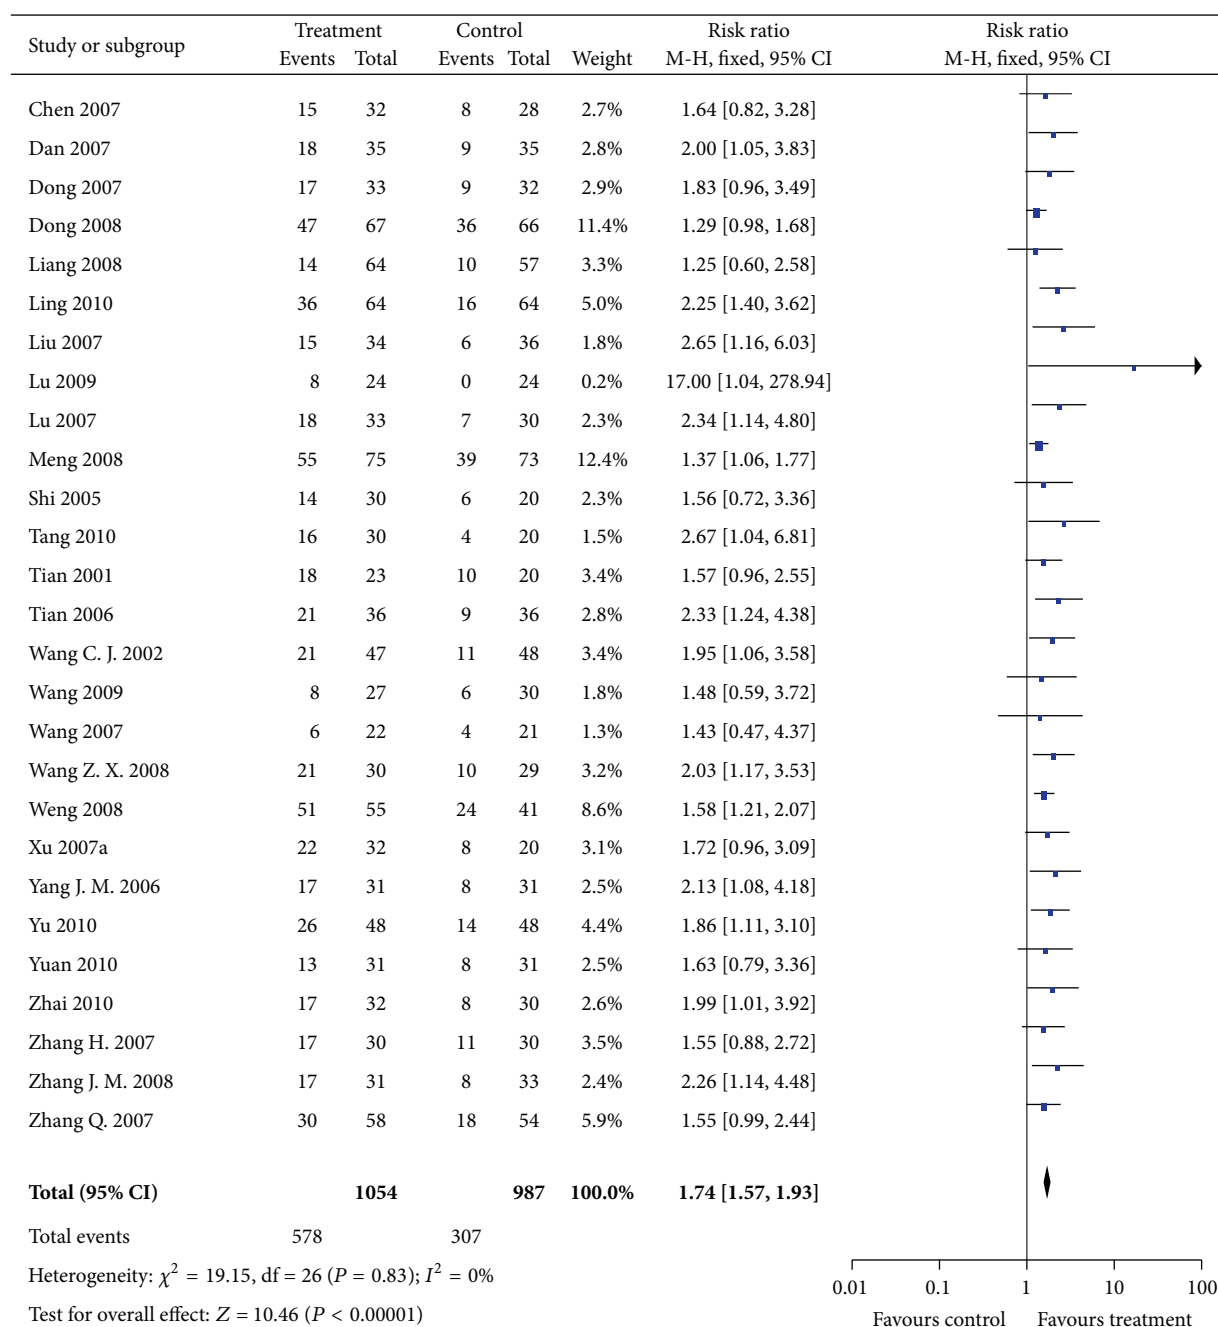 Study or subgroup Treatment Control Risk ratio Risk ratio
Events Total Events Total Weight M-H, fixed, 95% CI M-H, fixed, 95% CI
Chen 2007 15 32 8 28 2.7% 1.64 [0.82, 3.28]
Dan 2007 18 35 9 35 2.8% 2.00 [1.05, 3.83]
Dong 2007 17 33 9 32 2.9% 1.83 [0.96, 3.49]
Dong 2008 47 67 36 66 11.4% 1.29 [0.98, 1.68]
Liang 2008 14 64 10 57 3.3% 1.25 [0.60, 2.58]
Ling 2010 36 64 16 64 5.0% 2.25 [1.40, 3.62]
Liu 2007 15 34 6 36 1.8% 2.65 [1.16, 6.03]
Lu 2009 8 24 0 24 0.2% 17.00 [1.04, 278.94]
Lu 2007 18 33 7 30 2.3% 2.34 [1.14, 4.80]
Meng 2008 55 75 39 73 12.4% 1.37 [1.06, 1.77]
Shi 2005 14 30 6 20 2.3% 1.56 [0.72, 3.36]
Tang 2010 16 30 4 20 1.5% 2.67 [1.04, 6.81]
Tian 2001 18 23 10 20 3.4% 1.57 [0.96, 2.55]
Tian 2006 21 36 9 36 2.8% 2.33 [1.24, 4.38]
Wang C. J. 2002 21 47 11 48 3.4% 1.95 [1.06, 3.58]
Wang 2009 8 27 6 30 1.8% 1.48 [0.59, 3.72]
Wang 2007 6 22 4 21 1.3% 1.43 [0.47, 4.37]
Wang Z. X. 2008 21 30 10 29 3.2% 2.03 [1.17, 3.53]
Weng 2008 51 55 24 41 8.6% 1.58 [1.21, 2.07]
Xu 2007a 22 32 8 20 3.1% 1.72 [0.96, 3.09]
Yang J. M. 2006 17 31 8 31 2.5% 2.13 [1.08, 4.18]
Yu 2010 26 48 14 48 4.4% 1.86 [1.11, 3.10]
Yuan 2010 13 31 8 31 2.5% 1.63 [0.79, 3.36]
Zhai 2010 17 32 8 30 2.6% 1.99 [1.01, 3.92]
Zhang H. 2007 17 30 11 30 3.5% 1.55 [0.88, 2.72]
Zhang J. M. 2008 17 31 8 33 2.4% 2.26 [1.14, 4.48]
Zhang Q. 2007 30 58 18 54 5.9% 1.55 [0.99, 2.44]
Total (95% CI) 1054 987 100.0% 1.74 [1.57, 1.93]
Total events 578 307
Heterogeneity: χ² = 19.15, df = 26 (P = 0.83); I² = 0%
Test for overall effect: Z = 10.46 (P < 0.00001)
0.01 0.1 1 10 100
Favours control Favours treatment